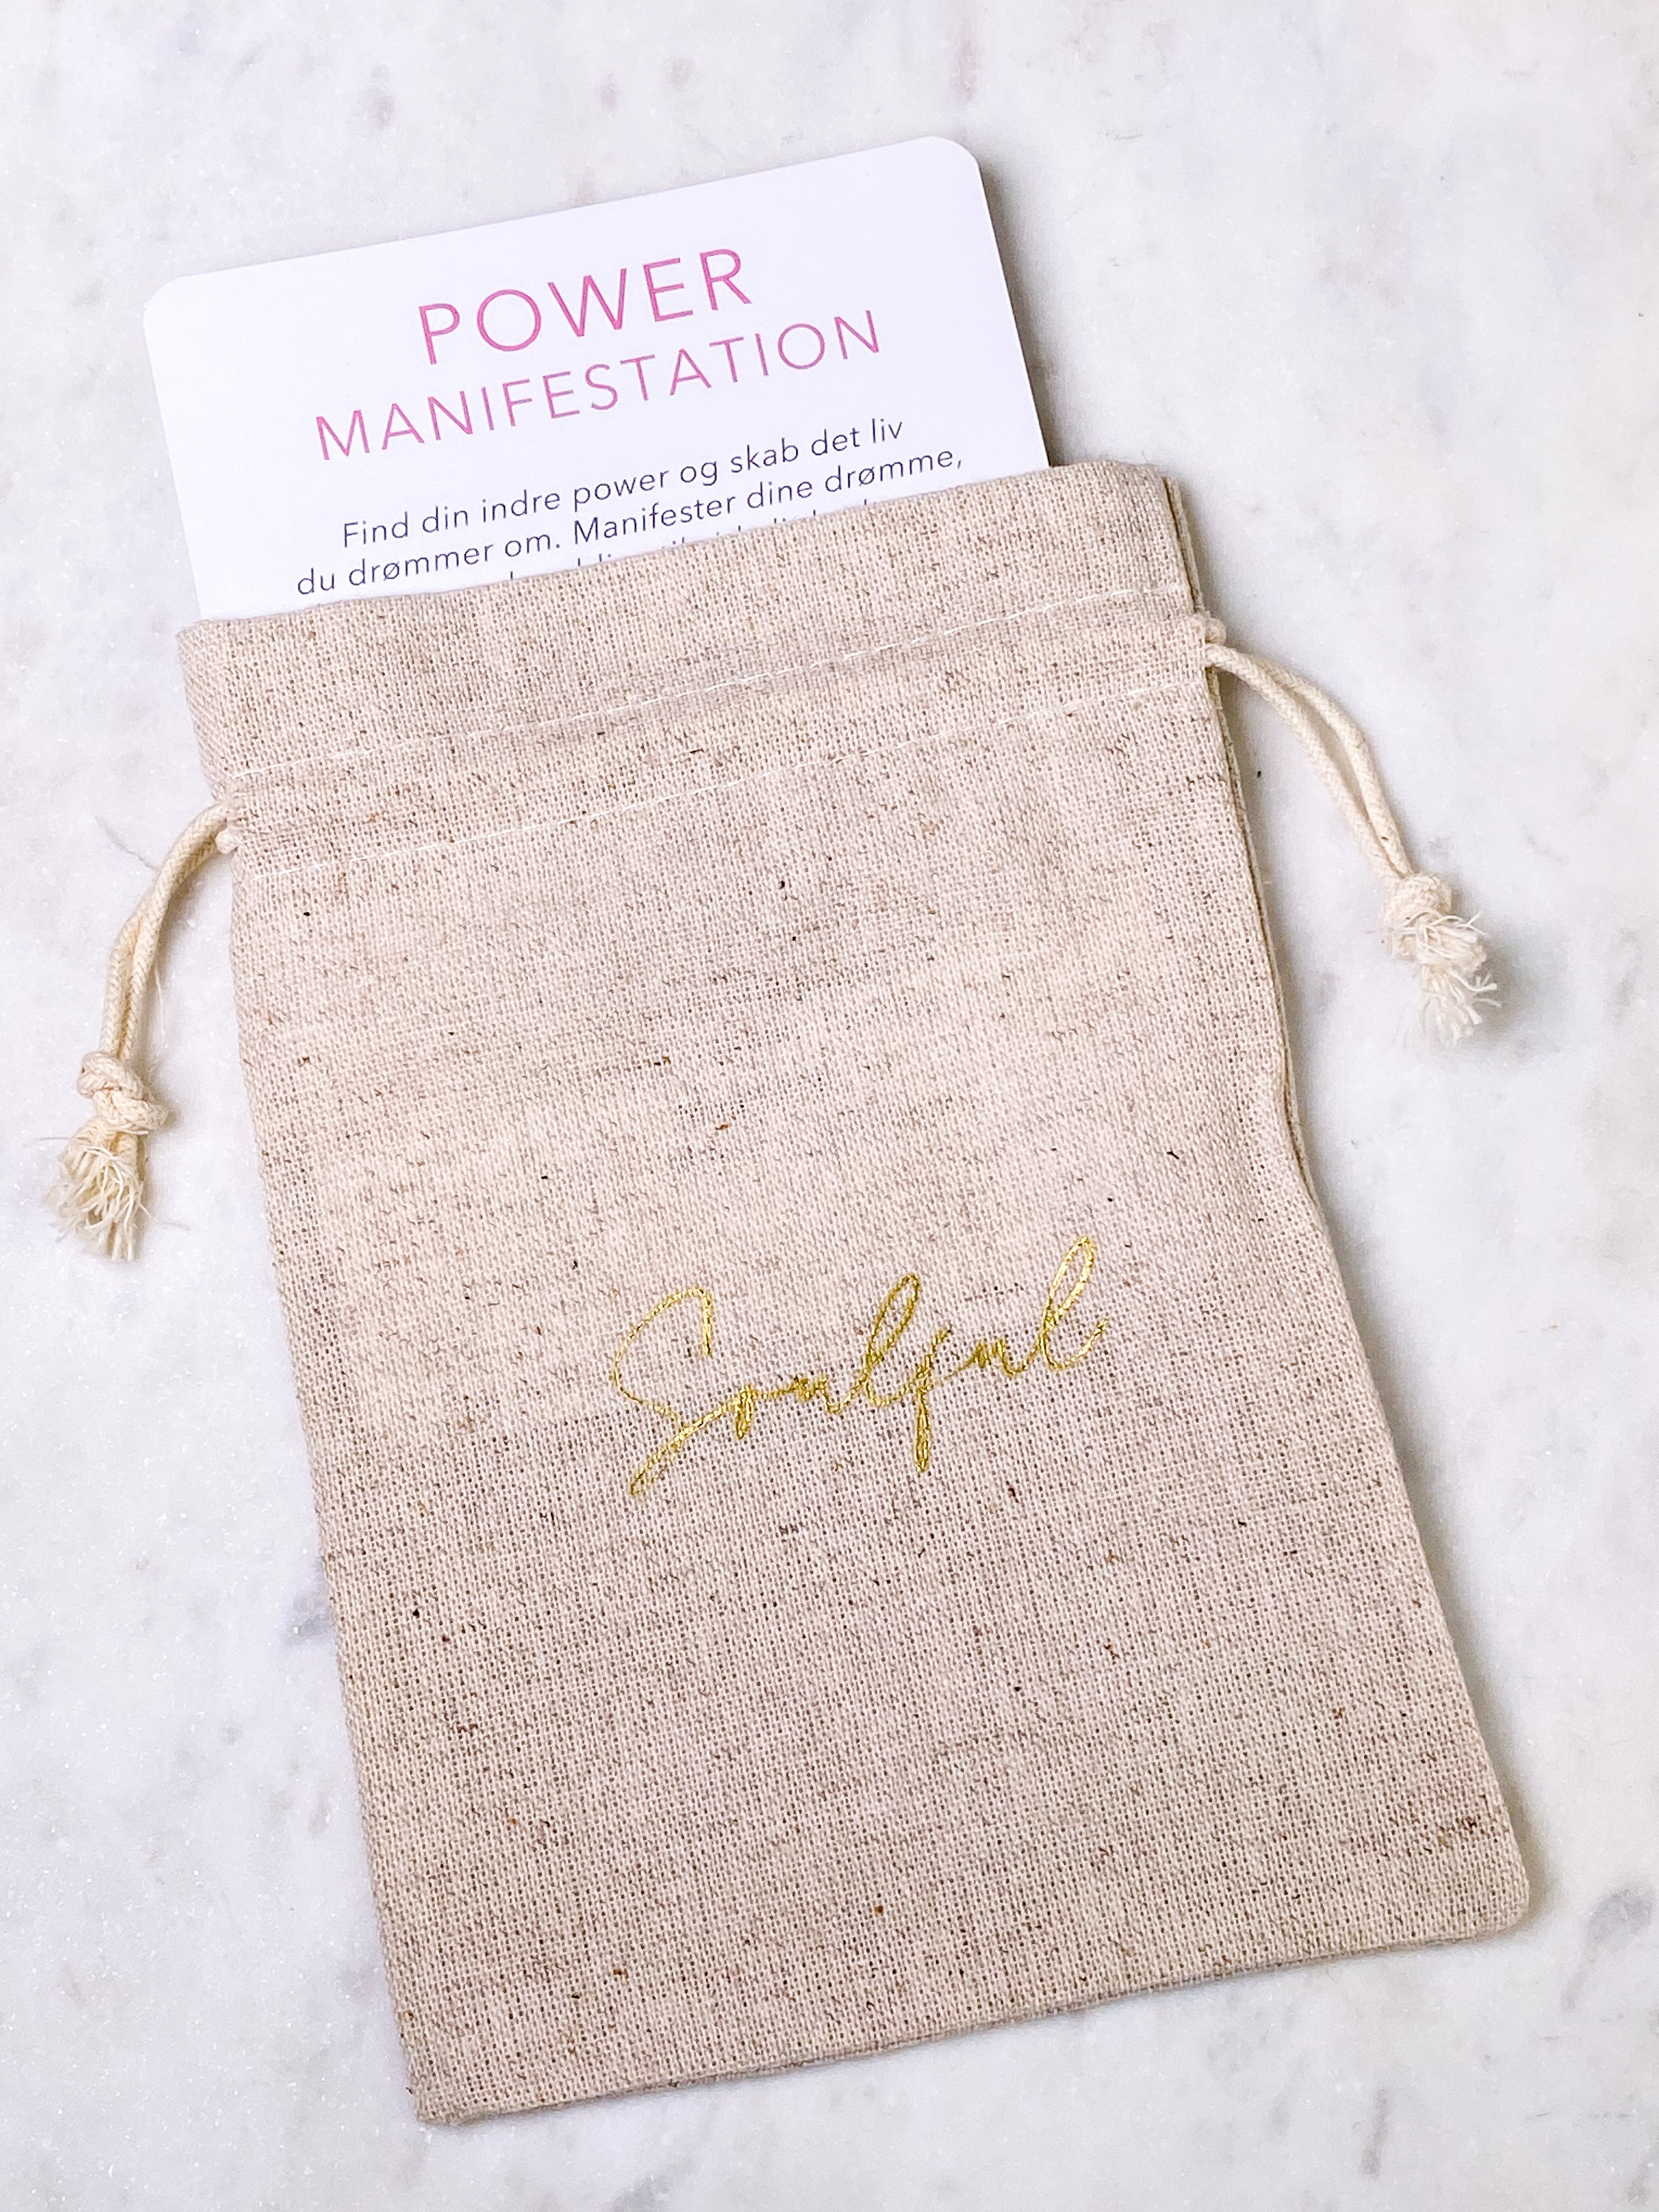 POWER
MANIFESTATION
Find din indre power og skab det liv
du drømmer om. Manifester dine drømme,
Soulful